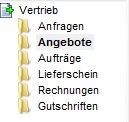 Vertrieb
Anfragen
Angebote
Aufträge
Lieferschein
Rechnungen
Gutschriften